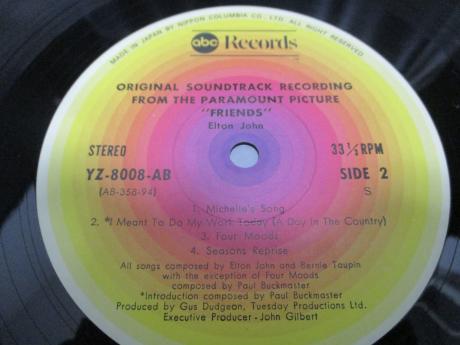 MADE IN JAPAN BY NIPPON COLUMBIA CO., LTD. ALL RIGHT RESERVED
abc Records
ORIGINAL SOUNDTRACK RECORDING
FROM THE PARAMOUNT PICTURE
"FRIENDS"
Elton John
STEREO 33 1/3 RPM
YZ-8008-AB SIDE 2
(AB-358-94) S
1. Michelle's Song
2. *I Meant To Do My Work Today (A Day In The Country)
3. Four Moods
4. Seasons Reprise
All songs composed by Elton John and Bernie Taupin
with the exception of Four Moods
composed by Paul Buckmaster
*Introduction composed by Paul Buckmaster
Produced by Gus Dudgeon, Tuesday Productions Ltd.
Executive Producer - John Gilbert